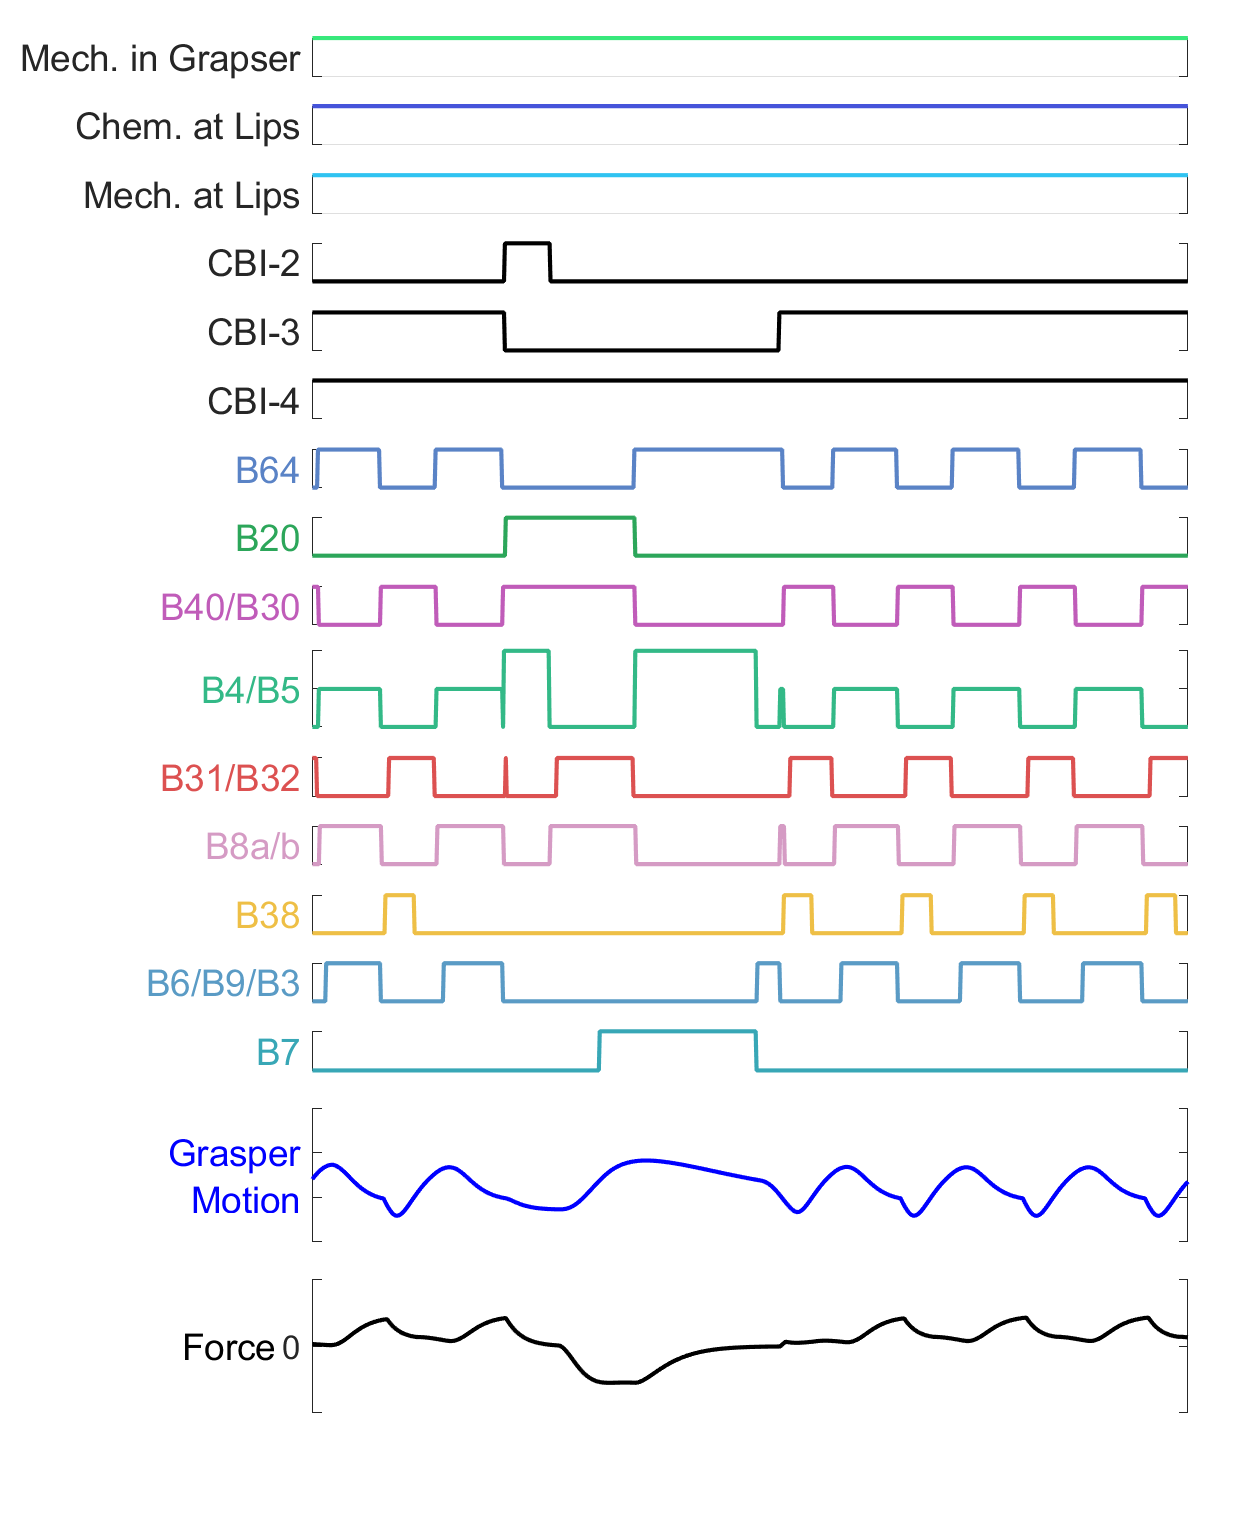 Mech. in Grapser
Chem. at Lips
Mech. at Lips
CBI-2
CBI-3
CBI-4
B64
B20
B40/B30
B4/B5
B31/B32
B8a/b
B38
B6/B9/B3
B7
Grasper
Motion
Force 0